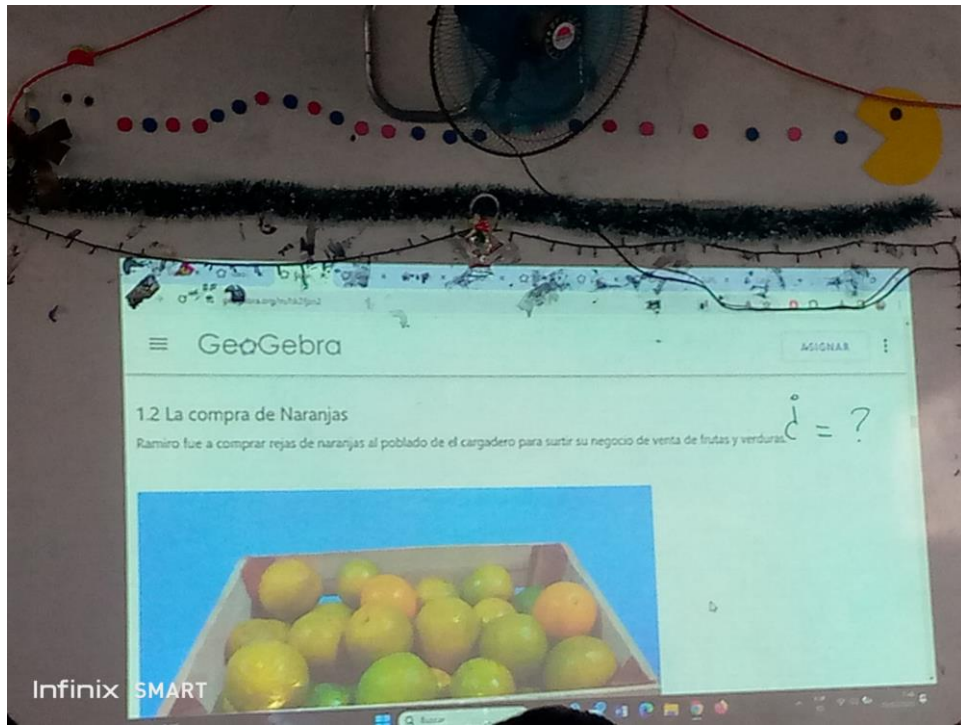 GeoGebra
ASIGNAR
1.2 La compra de Naranjas
Ramiro fue a comprar rejas de naranjas al poblado de el cargadero para surtir su negocio de venta de frutas y verduras.
¿ = ?
Buscar
Infinix SMART